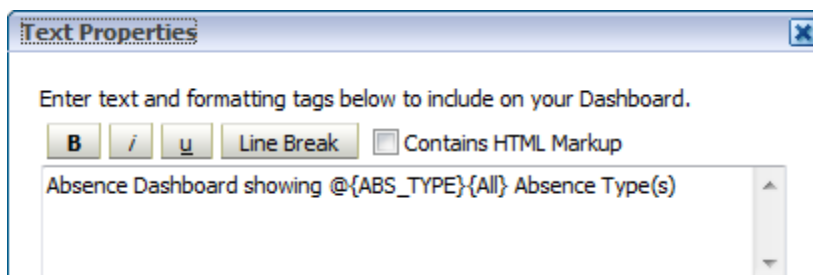 Text Properties
Enter text and formatting tags below to include on your Dashboard.
B i u Line Break Contains HTML Markup
Absence Dashboard showing @{ABS_TYPE}{All} Absence Type(s)